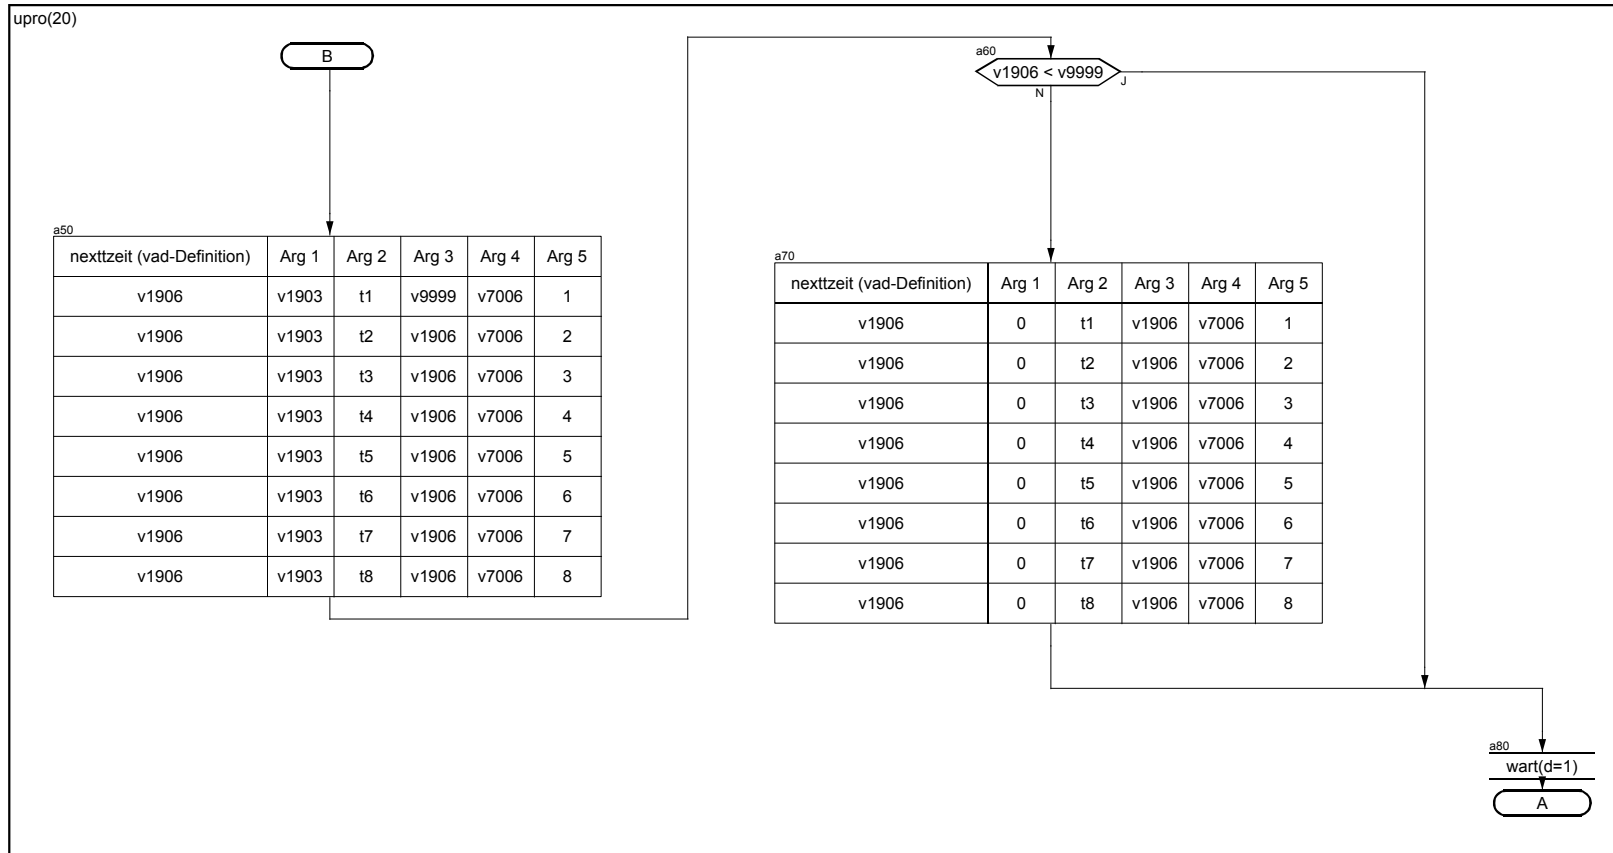 upro(20)
B
a50
nexttzeit (vad-Definition) Arg 1 Arg 2 Arg 3 Arg 4 Arg 5
v1906 v1903 t1 v9999 v7006 1
v1906 v1903 t2 v1906 v7006 2
v1906 v1903 t3 v1906 v7006 3
v1906 v1903 t4 v1906 v7006 4
v1906 v1903 t5 v1906 v7006 5
v1906 v1903 t6 v1906 v7006 6
v1906 v1903 t7 v1906 v7006 7
v1906 v1903 t8 v1906 v7006 8
a60
v1906 < v9999
J
N
a70
nexttzeit (vad-Definition) Arg 1 Arg 2 Arg 3 Arg 4 Arg 5
v1906 0 t1 v1906 v7006 1
v1906 0 t2 v1906 v7006 2
v1906 0 t3 v1906 v7006 3
v1906 0 t4 v1906 v7006 4
v1906 0 t5 v1906 v7006 5
v1906 0 t6 v1906 v7006 6
v1906 0 t7 v1906 v7006 7
v1906 0 t8 v1906 v7006 8
a80
wart(d=1)
A